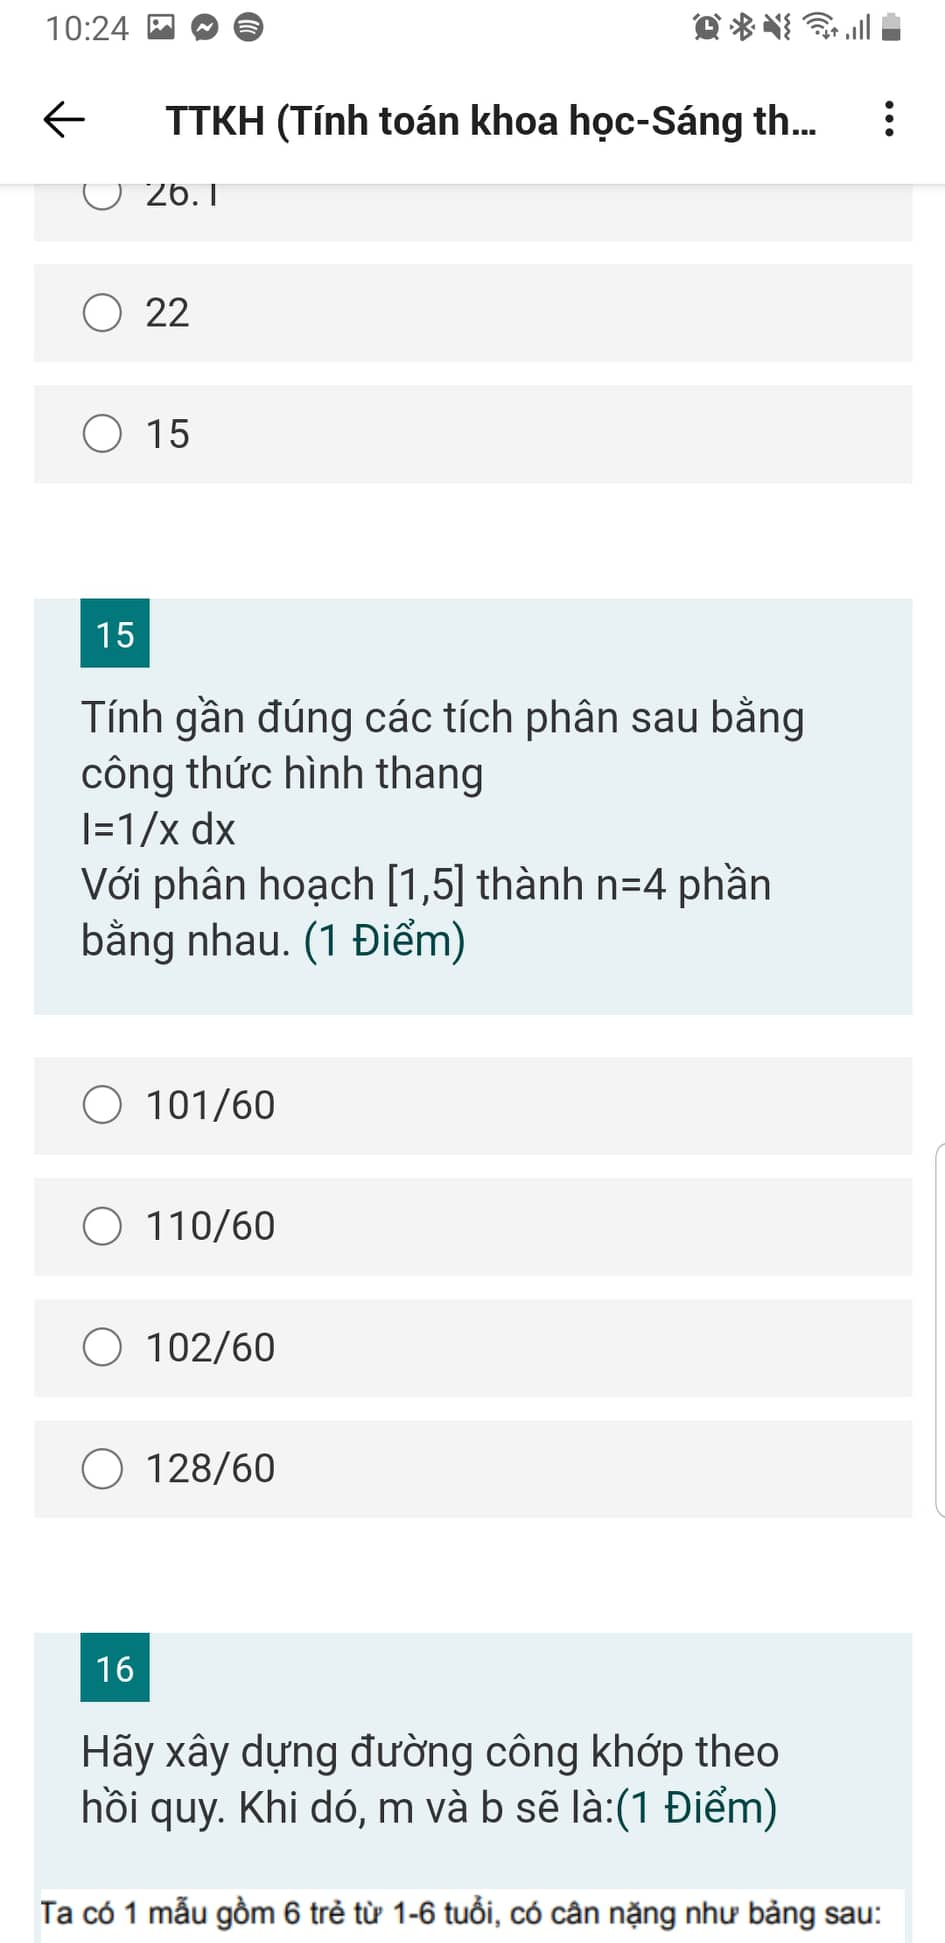 10:24
TTKH (Tính toán khoa học-Sáng th...
26.1
22
15
15
Tính gần đúng các tích phân sau bằng
công thức hình thang
I=1/x dx
Với phân hoạch [1,5] thành n=4 phần
bằng nhau. (1 Điểm)
101/60
110/60
102/60
128/60
16
Hãy xây dựng đường công khớp theo
hồi quy. Khi dó, m và b sẽ là:(1 Điểm)
Ta có 1 mẫu gồm 6 trẻ từ 1-6 tuổi, có cân nặng như bảng sau: